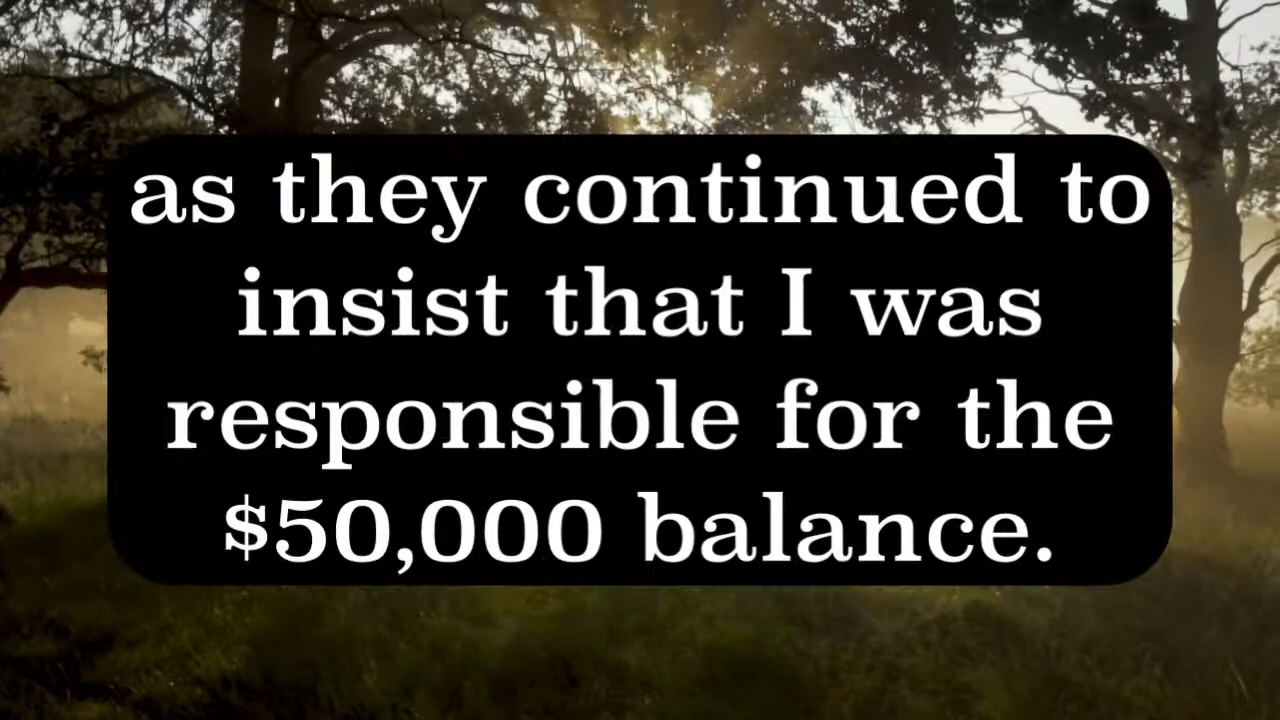 as they continued to
insist that I was
responsible for the
$50,000 balance.